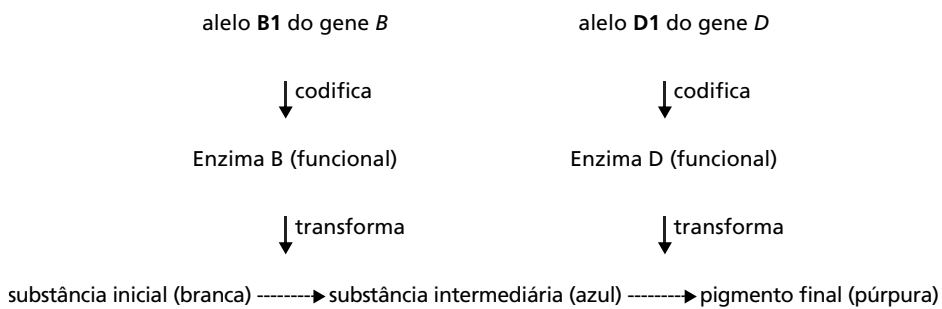 alelo B1 do gene B alelo D1 do gene D
codifica codifica
Enzima B (funcional) Enzima D (funcional)
transforma transforma
substância inicial (branca) substância intermediária (azul) pigmento final (púrpura)